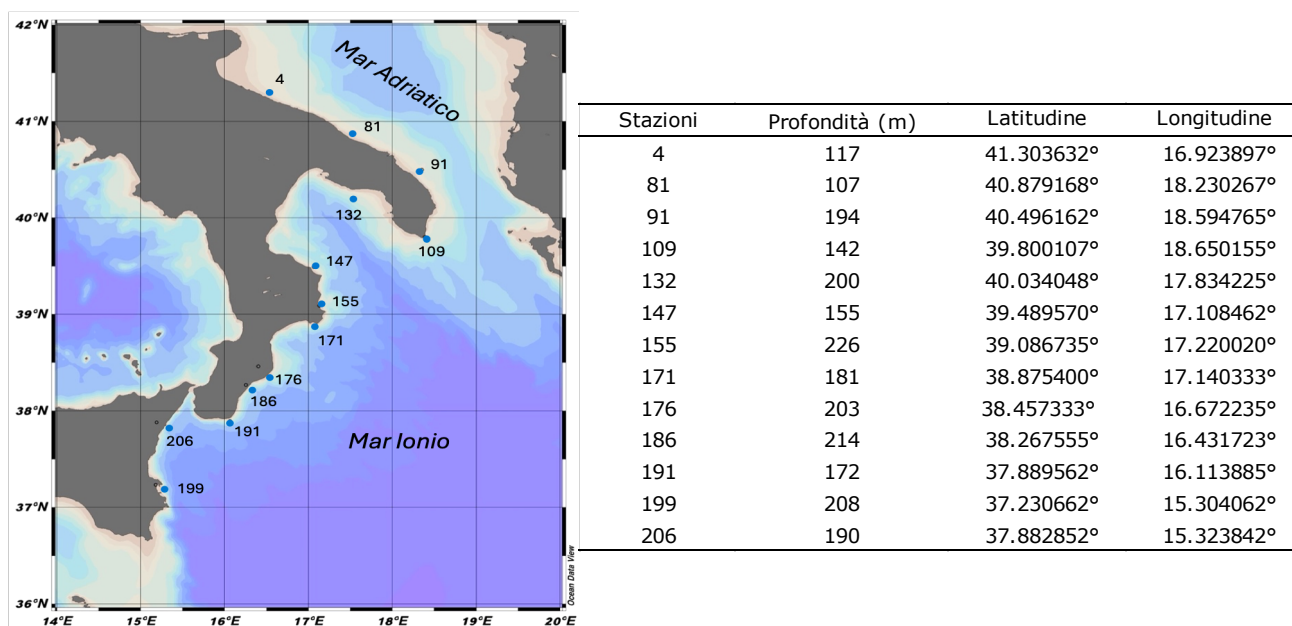 42°N
41°N
40°N
39°N
38°N
37°N
36°N
14°E 15°E 16°E 17°E 18°E 19°E 20°E
Mar Adriatico
Mar Ionio
4
81
91
132
109
147
155
171
176
186
191
206
199
Ocean Data View
Stazioni Profondità (m) Latitudine Longitudine
4 117 41.303632° 16.923897°
81 107 40.879168° 18.230267°
91 194 40.496162° 18.594765°
109 142 39.800107° 18.650155°
132 200 40.034048° 17.834225°
147 155 39.489570° 17.108462°
155 226 39.086735° 17.220020°
171 181 38.875400° 17.140333°
176 203 38.457333° 16.672235°
186 214 38.267555° 16.431723°
191 172 37.889562° 16.113885°
199 208 37.230662° 15.304062°
206 190 37.882852° 15.323842°